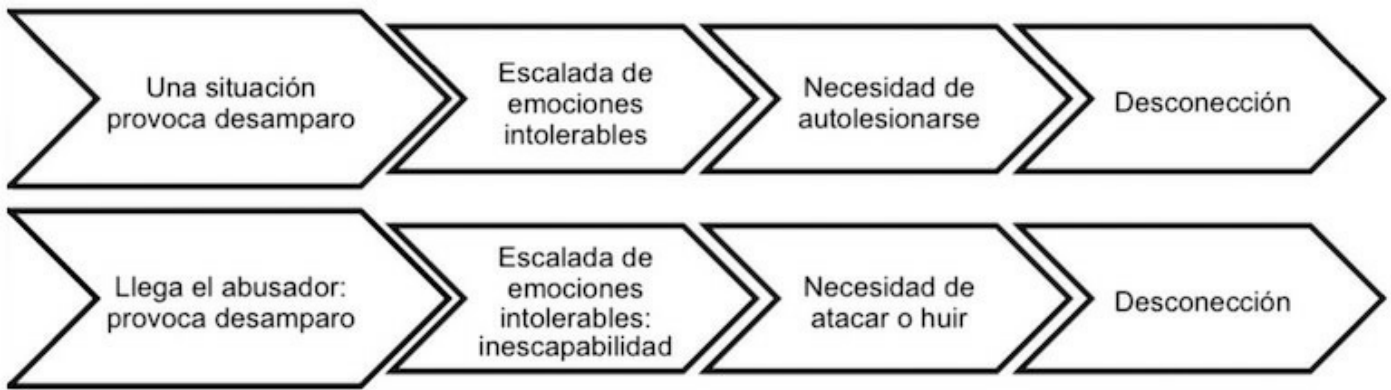 Una situación
provoca desamparo
Escalada de
emociones
intolerables
Necesidad de
autolesionarse
Desconección
Llega el abusador:
provoca desamparo
Escalada de
emociones
intolerables:
inescapabilidad
Necesidad de
atacar o huir
Desconección